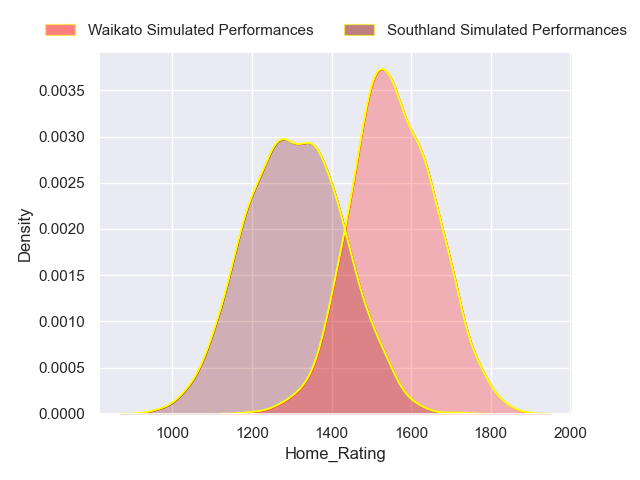 Waikato Simulated Performances Southland Simulated Performances
0.0035
0.0030
0.0025
0.0020
0.0015
0.0010
0.0005
0.0000
Density
1000 1200 1400 1600 1800 2000
Home_Rating